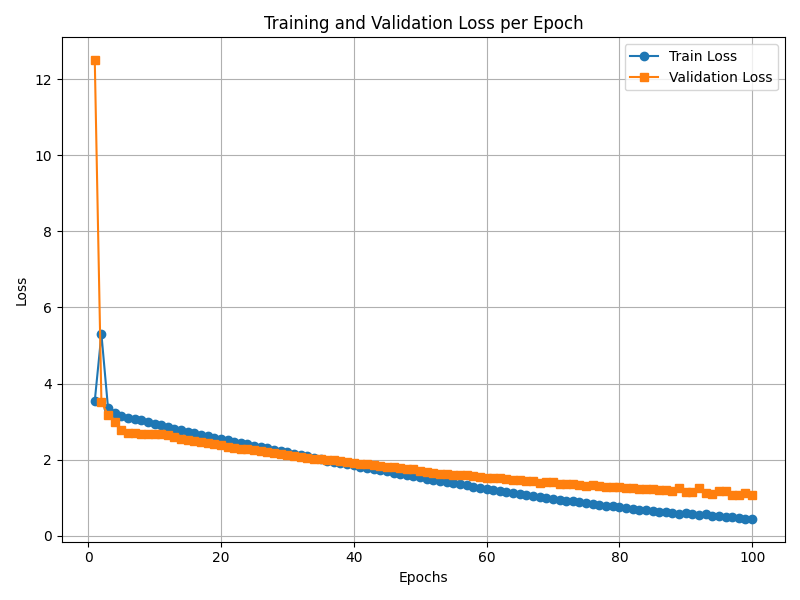 Training and Validation Loss per Epoch
Train Loss
Validation Loss
12
10
8
6
4
2
0
Loss
0 20 40 60 80 100
Epochs